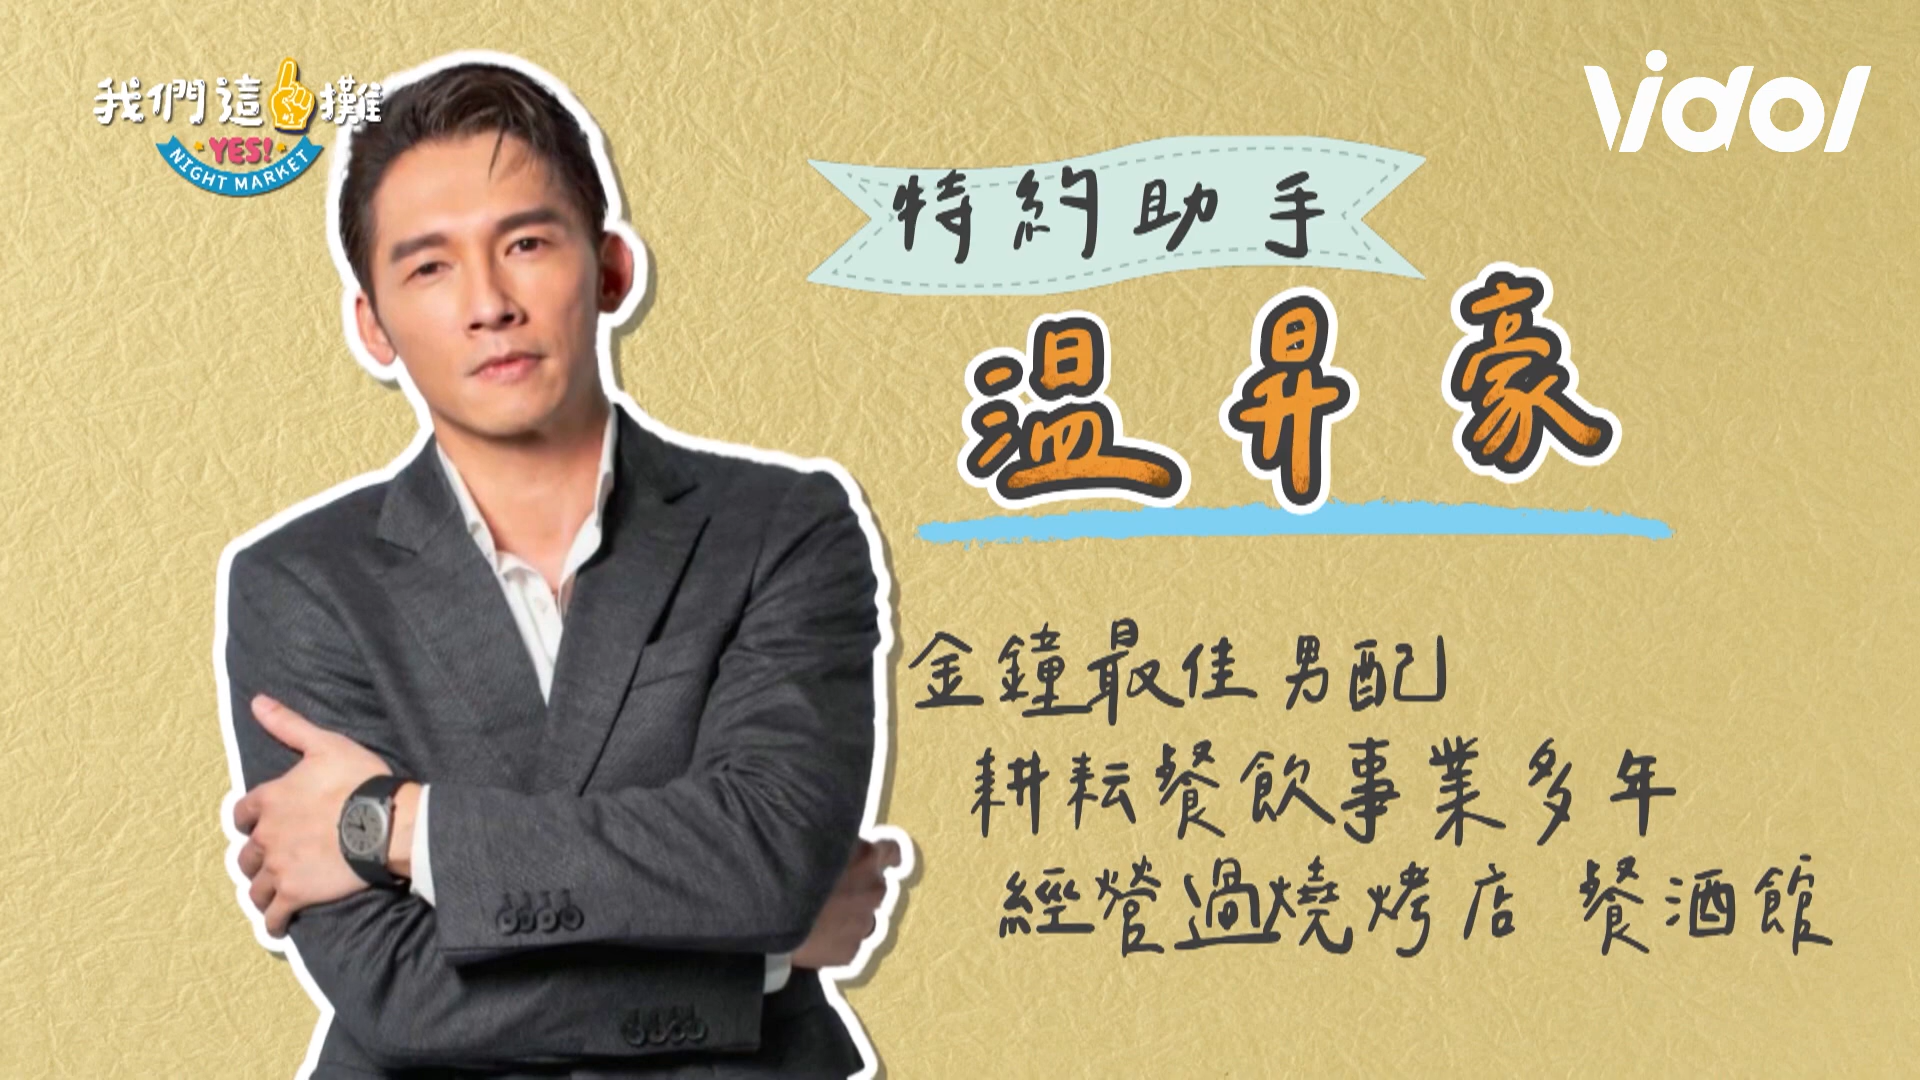 我們這攤
YES!
NIGHT MARKET
Vidol
特約助手
溫昇豪
金鐘最佳男配
耕耘餐飲事業多年
經營過燒烤店 餐酒館